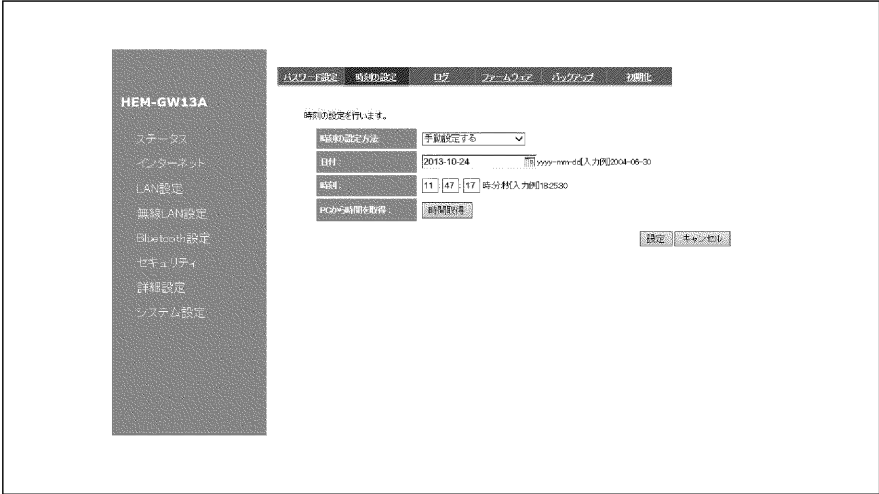 パスワード設定 時刻の設定 ログ ファームウェア バックアップ 初期化
HEM-GW13A
ステータス
インターネット
LAN設定
無線LAN設定
Bluetooth設定
セキュリティ
詳細設定
システム設定
時刻の設定を行います。
時刻の設定方法 手動設定する
日付: 2013-10-24 yyyy-mm-dd[入力例]2004-06-30
時刻: 11 : 47 : 17 時:分:秒[入力例]18:25:30
PCから時間を取得: 時間取得
設定 キャンセル